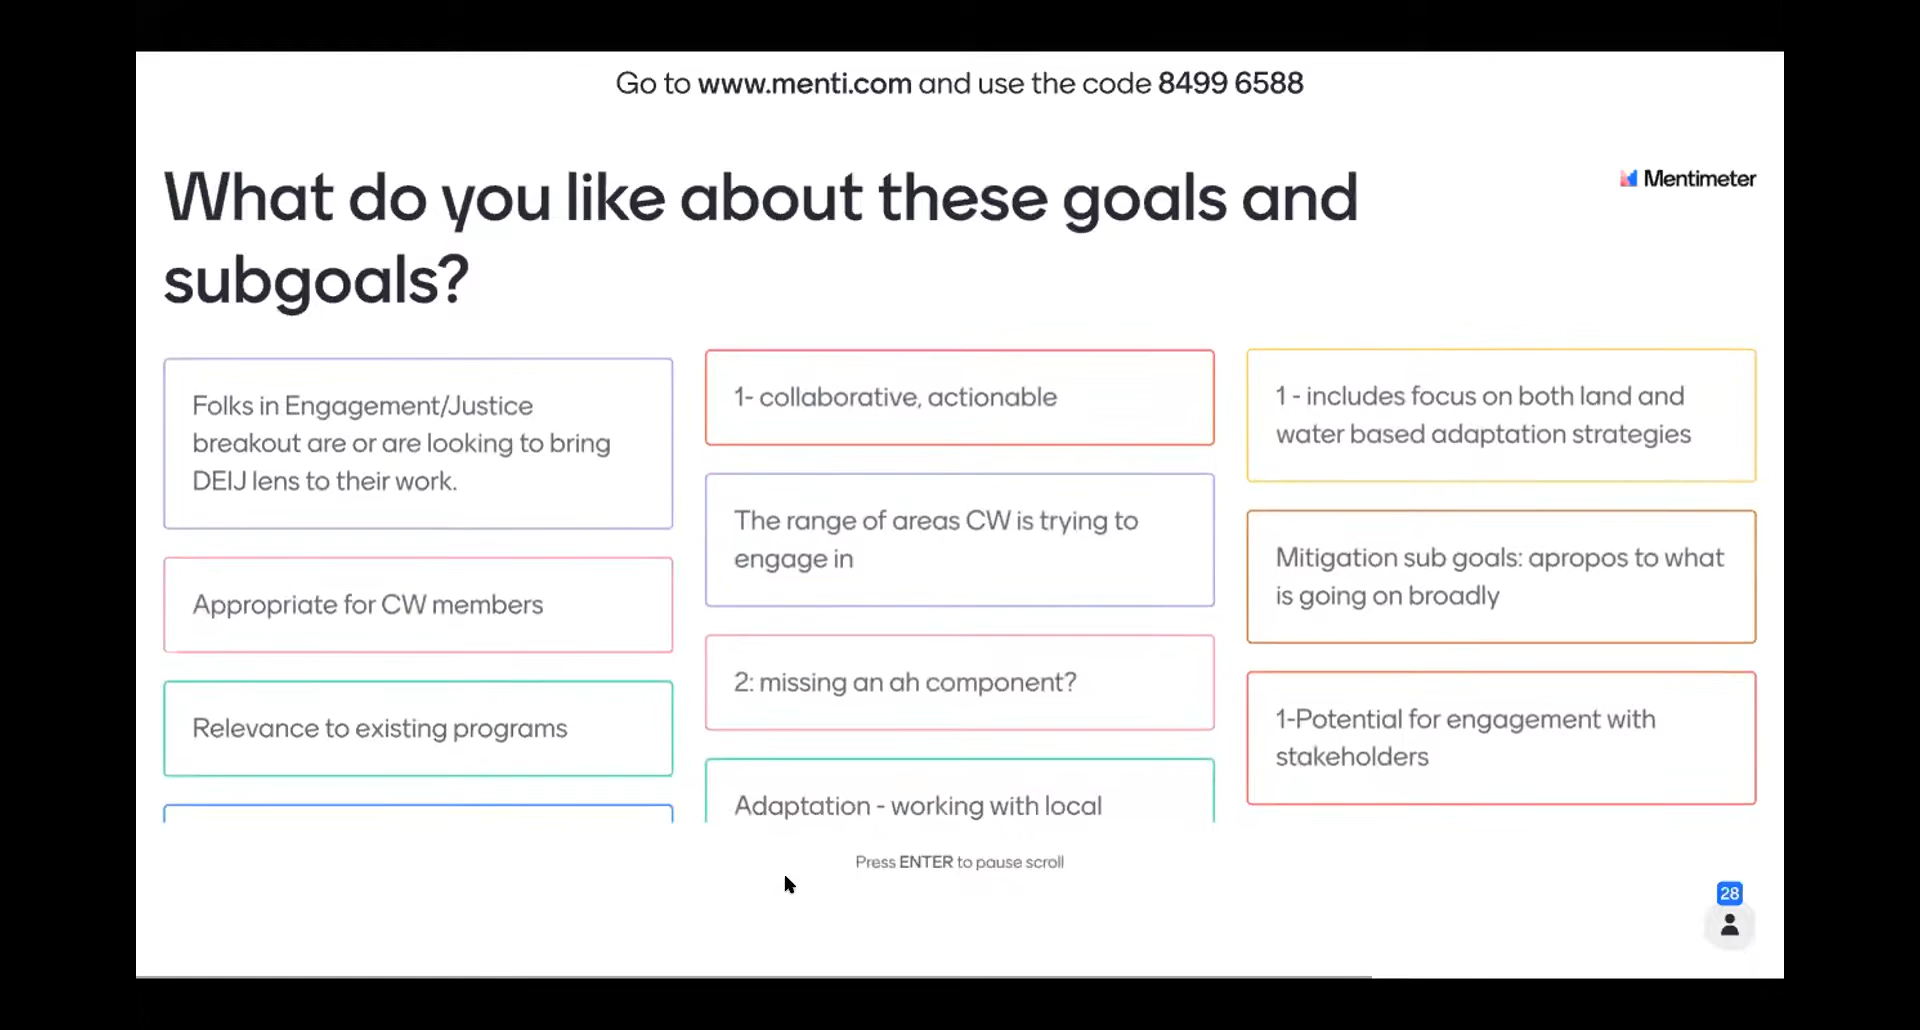 Go to www.menti.com and use the code 8499 6588
What do you like about these goals and
subgoals?
Mentimeter
Folks in Engagement/Justice
breakout are or are looking to bring
DEIJ lens to their work.
Appropriate for CW members
Relevance to existing programs
1- collaborative, actionable
The range of areas CW is trying to
engage in
2: missing an ah component?
Adaptation - working with local
1 - includes focus on both land and
water based adaptation strategies
Mitigation sub goals: apropos to what
is going on broadly
1-Potential for engagement with
stakeholders
Press ENTER to pause scroll
28